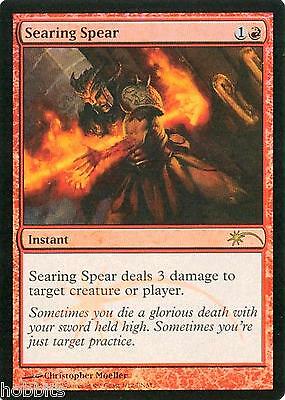 Searing Spear 1
Instant
Searing Spear deals 3 damage to
target creature or player.
Sometimes you die a glorious death with
your sword held high. Sometimes you're
just target practice.
Christopher Moeller
hobbits